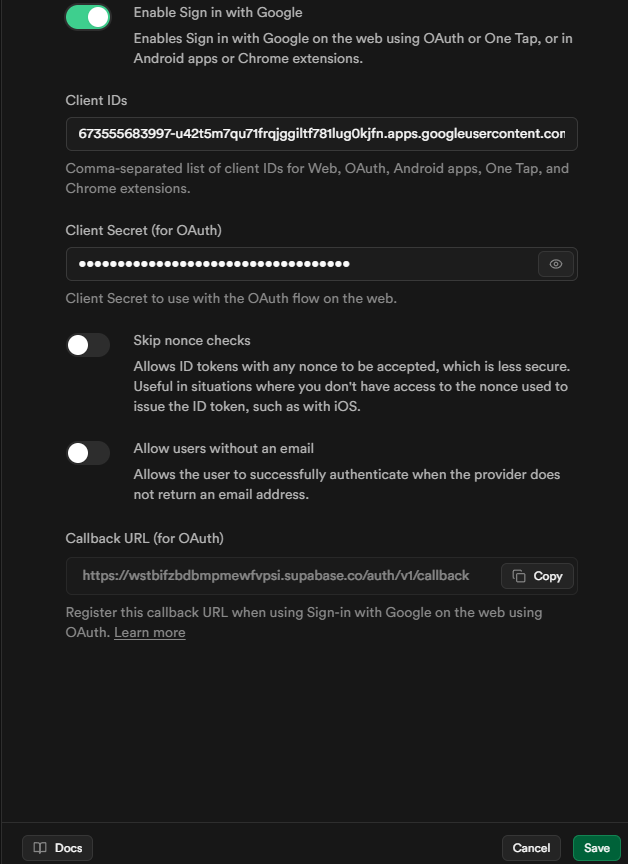 Enable Sign in with Google
Enables Sign in with Google on the web using OAuth or One Tap, or in
Android apps or Chrome extensions.
Client IDs
673555683997-u42t5m7qu71frqjggiltf781lug0kjfn.apps.googleusercontent.con
Comma-separated list of client IDs for Web, OAuth, Android apps, One Tap, and
Chrome extensions.
Client Secret (for OAuth)
Client Secret to use with the OAuth flow on the web.
Skip nonce checks
Allows ID tokens with any nonce to be accepted, which is less secure.
Useful in situations where you don't have access to the nonce used to
issue the ID token, such as with iOS.
Allow users without an email
Allows the user to successfully authenticate when the provider does
not return an email address.
Callback URL (for OAuth)
https://wstbifzbdbmpmewfvpsi.supabase.co/auth/v1/callback
Copy
Register this callback URL when using Sign-in with Google on the web using
OAuth. Learn more
Docs
Cancel
Save